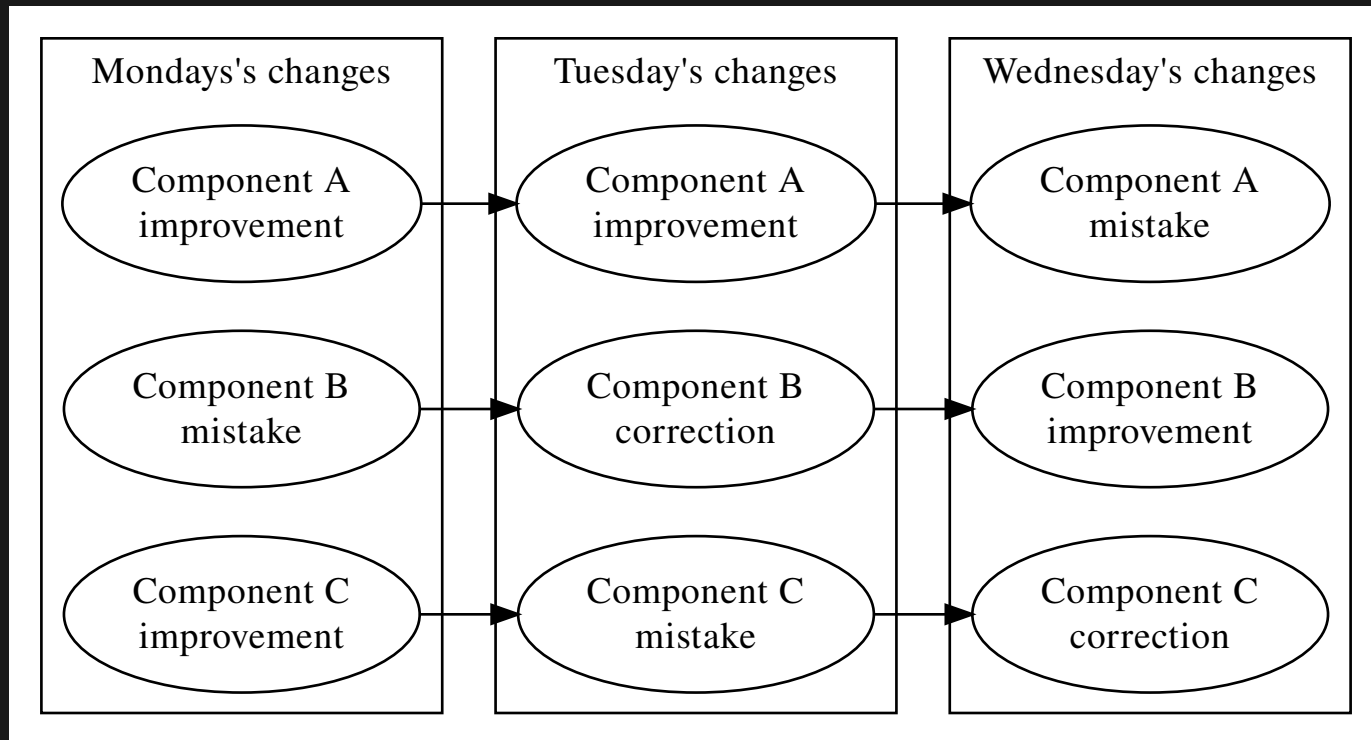 Mondays's changes
Component A
improvement
Component B
mistake
Component C
improvement
Tuesday's changes
Component A
improvement
Component B
correction
Component C
mistake
Wednesday's changes
Component A
mistake
Component B
improvement
Component C
correction